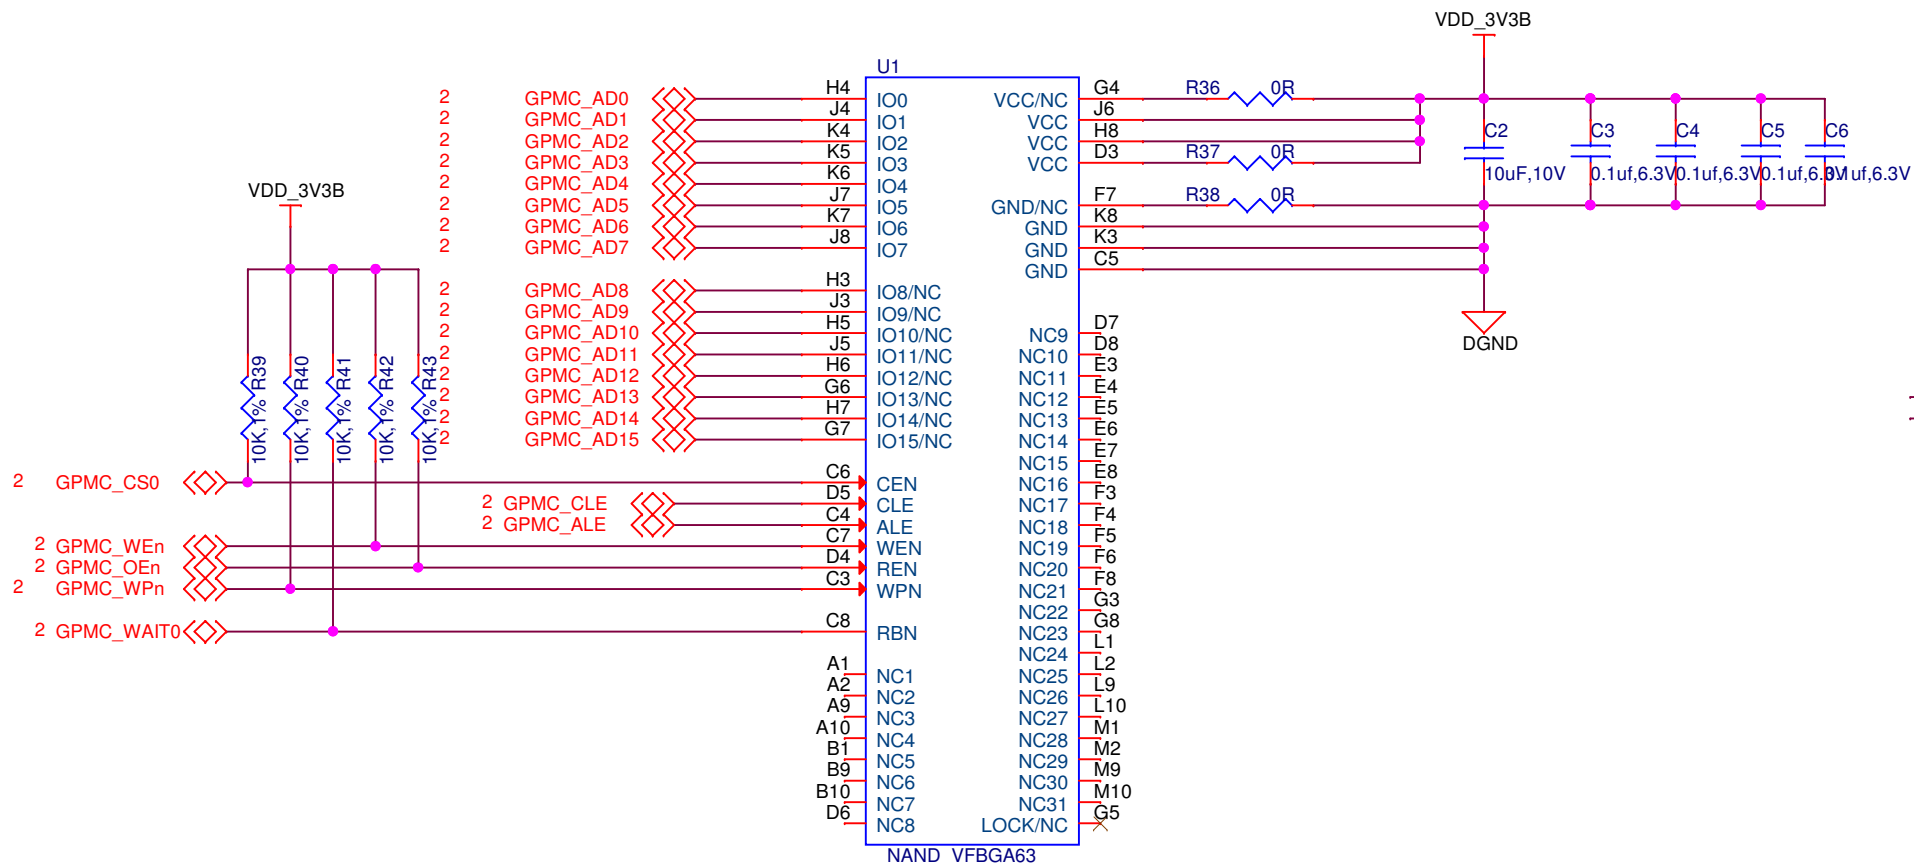 VDD_3V3B
U1
2 GPMC_AD0 H4 IO0 VCC/NC G4 R36 0R
2 GPMC_AD1 J4 IO1 VCC J6
2 GPMC_AD2 K4 IO2 VCC H8
2 GPMC_AD3 K5 IO3 VCC D3 R37 0R
C2 C3 C4 C5 C6
10uF,10V 0.1uf,6.3V 0.1uf,6.3V 0.1uf,6.3V 0.1uf,6.3V
2 GPMC_AD4 K6 IO4
VDD_3V3B
2 GPMC_AD5 J7 IO5 GND/NC F7 R38 0R
2 GPMC_AD6 K7 IO6 GND K8
2 GPMC_AD7 J8 IO7 GND K3
GND C5
2 GPMC_AD8 H3 IO8/NC
2 GPMC_AD9 J3 IO9/NC
2 GPMC_AD10 H5 IO10/NC NC9 D7
DGND
2 GPMC_AD11 J5 IO11/NC NC10 D8
2 GPMC_AD12 H6 IO12/NC NC11 E3
2 GPMC_AD13 G6 IO13/NC NC12 E4
2 GPMC_AD14 H7 IO14/NC NC13 E5
2 GPMC_AD15 G7 IO15/NC NC14 E6
10K,1% R39
10K,1% R40
10K,1% R41
10K,1% R42
10K,1% R43
NC15 E7
2 GPMC_CS0 C6 CEN NC16 E8
2 GPMC_CLE D5 CLE NC17 F3
2 GPMC_ALE C4 ALE NC18 F4
2 GPMC_WEn C7 WEN NC19 F5
2 GPMC_OEn D4 REN NC20 F6
2 GPMC_WPn C3 WPN NC21 F8
NC22 G3
2 GPMC_WAIT0 C8 RBN NC23 G8
NC24 L1
A1 NC1 NC25 L2
A2 NC2 NC26 L9
A9 NC3 NC27 L10
A10 NC4 NC28 M1
B1 NC5 NC29 M2
B9 NC6 NC30 M9
B10 NC7 NC31 M10
D6 NC8 LOCK/NC G5
NAND_VFBGA63